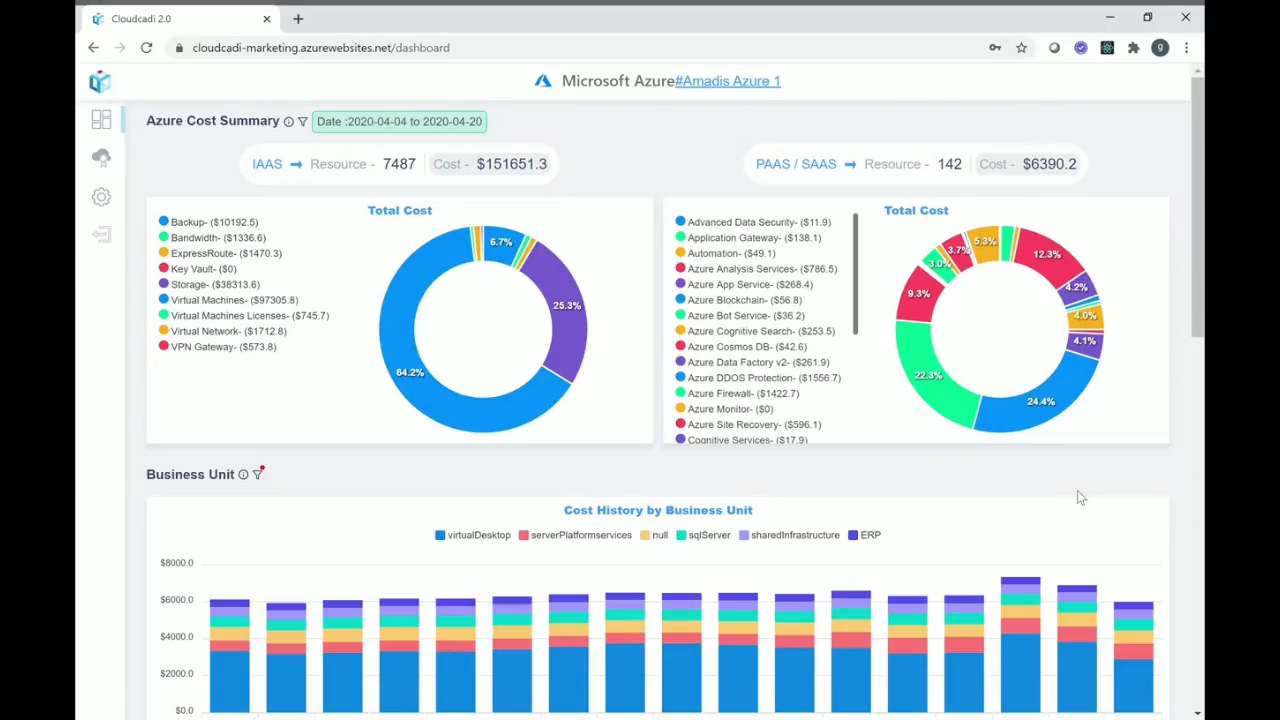 Cloudcadi 2.0
cloudcadi-marketing.azurewebsites.net/dashboard
g
Microsoft Azure#Amadis Azure 1
Azure Cost Summary
Date :2020-04-04 to 2020-04-20
IAAS Resource - 7487 Cost - $151651.3
PAAS / SAAS Resource - 142 Cost - $6390.2
Total Cost
Backup- ($10192.5)
Bandwidth- ($1336.6)
ExpressRoute- ($1470.3)
Key Vault- ($0)
Storage- ($38313.6)
Virtual Machines- ($97305.8)
Virtual Machines Licenses- ($745.7)
Virtual Network- ($1712.8)
VPN Gateway- ($573.8)
6.7%
25.3%
64.2%
Total Cost
Advanced Data Security- ($11.9)
Application Gateway- ($138.1)
Automation- ($49.1)
Azure Analysis Services- ($786.5)
Azure App Service- ($268.4)
Azure Blockchain- ($56.8)
Azure Bot Service- ($36.2)
Azure Cognitive Search- ($253.5)
Azure Cosmos DB- ($42.6)
Azure Data Factory v2- ($261.9)
Azure DDOS Protection- ($1556.7)
Azure Firewall- ($1422.7)
Azure Monitor- ($0)
Azure Site Recovery- ($596.1)
Cognitive Services- ($17.9)
5.3%
3.7%
12.3%
3.0%
4.2%
9.3%
4.0%
4.1%
22.3%
24.4%
Business Unit
Cost History by Business Unit
virtualDesktop serverPlatformservices null sqlServer sharedInfrastructure ERP
$8000.0
$6000.0
$4000.0
$2000.0
$0.0